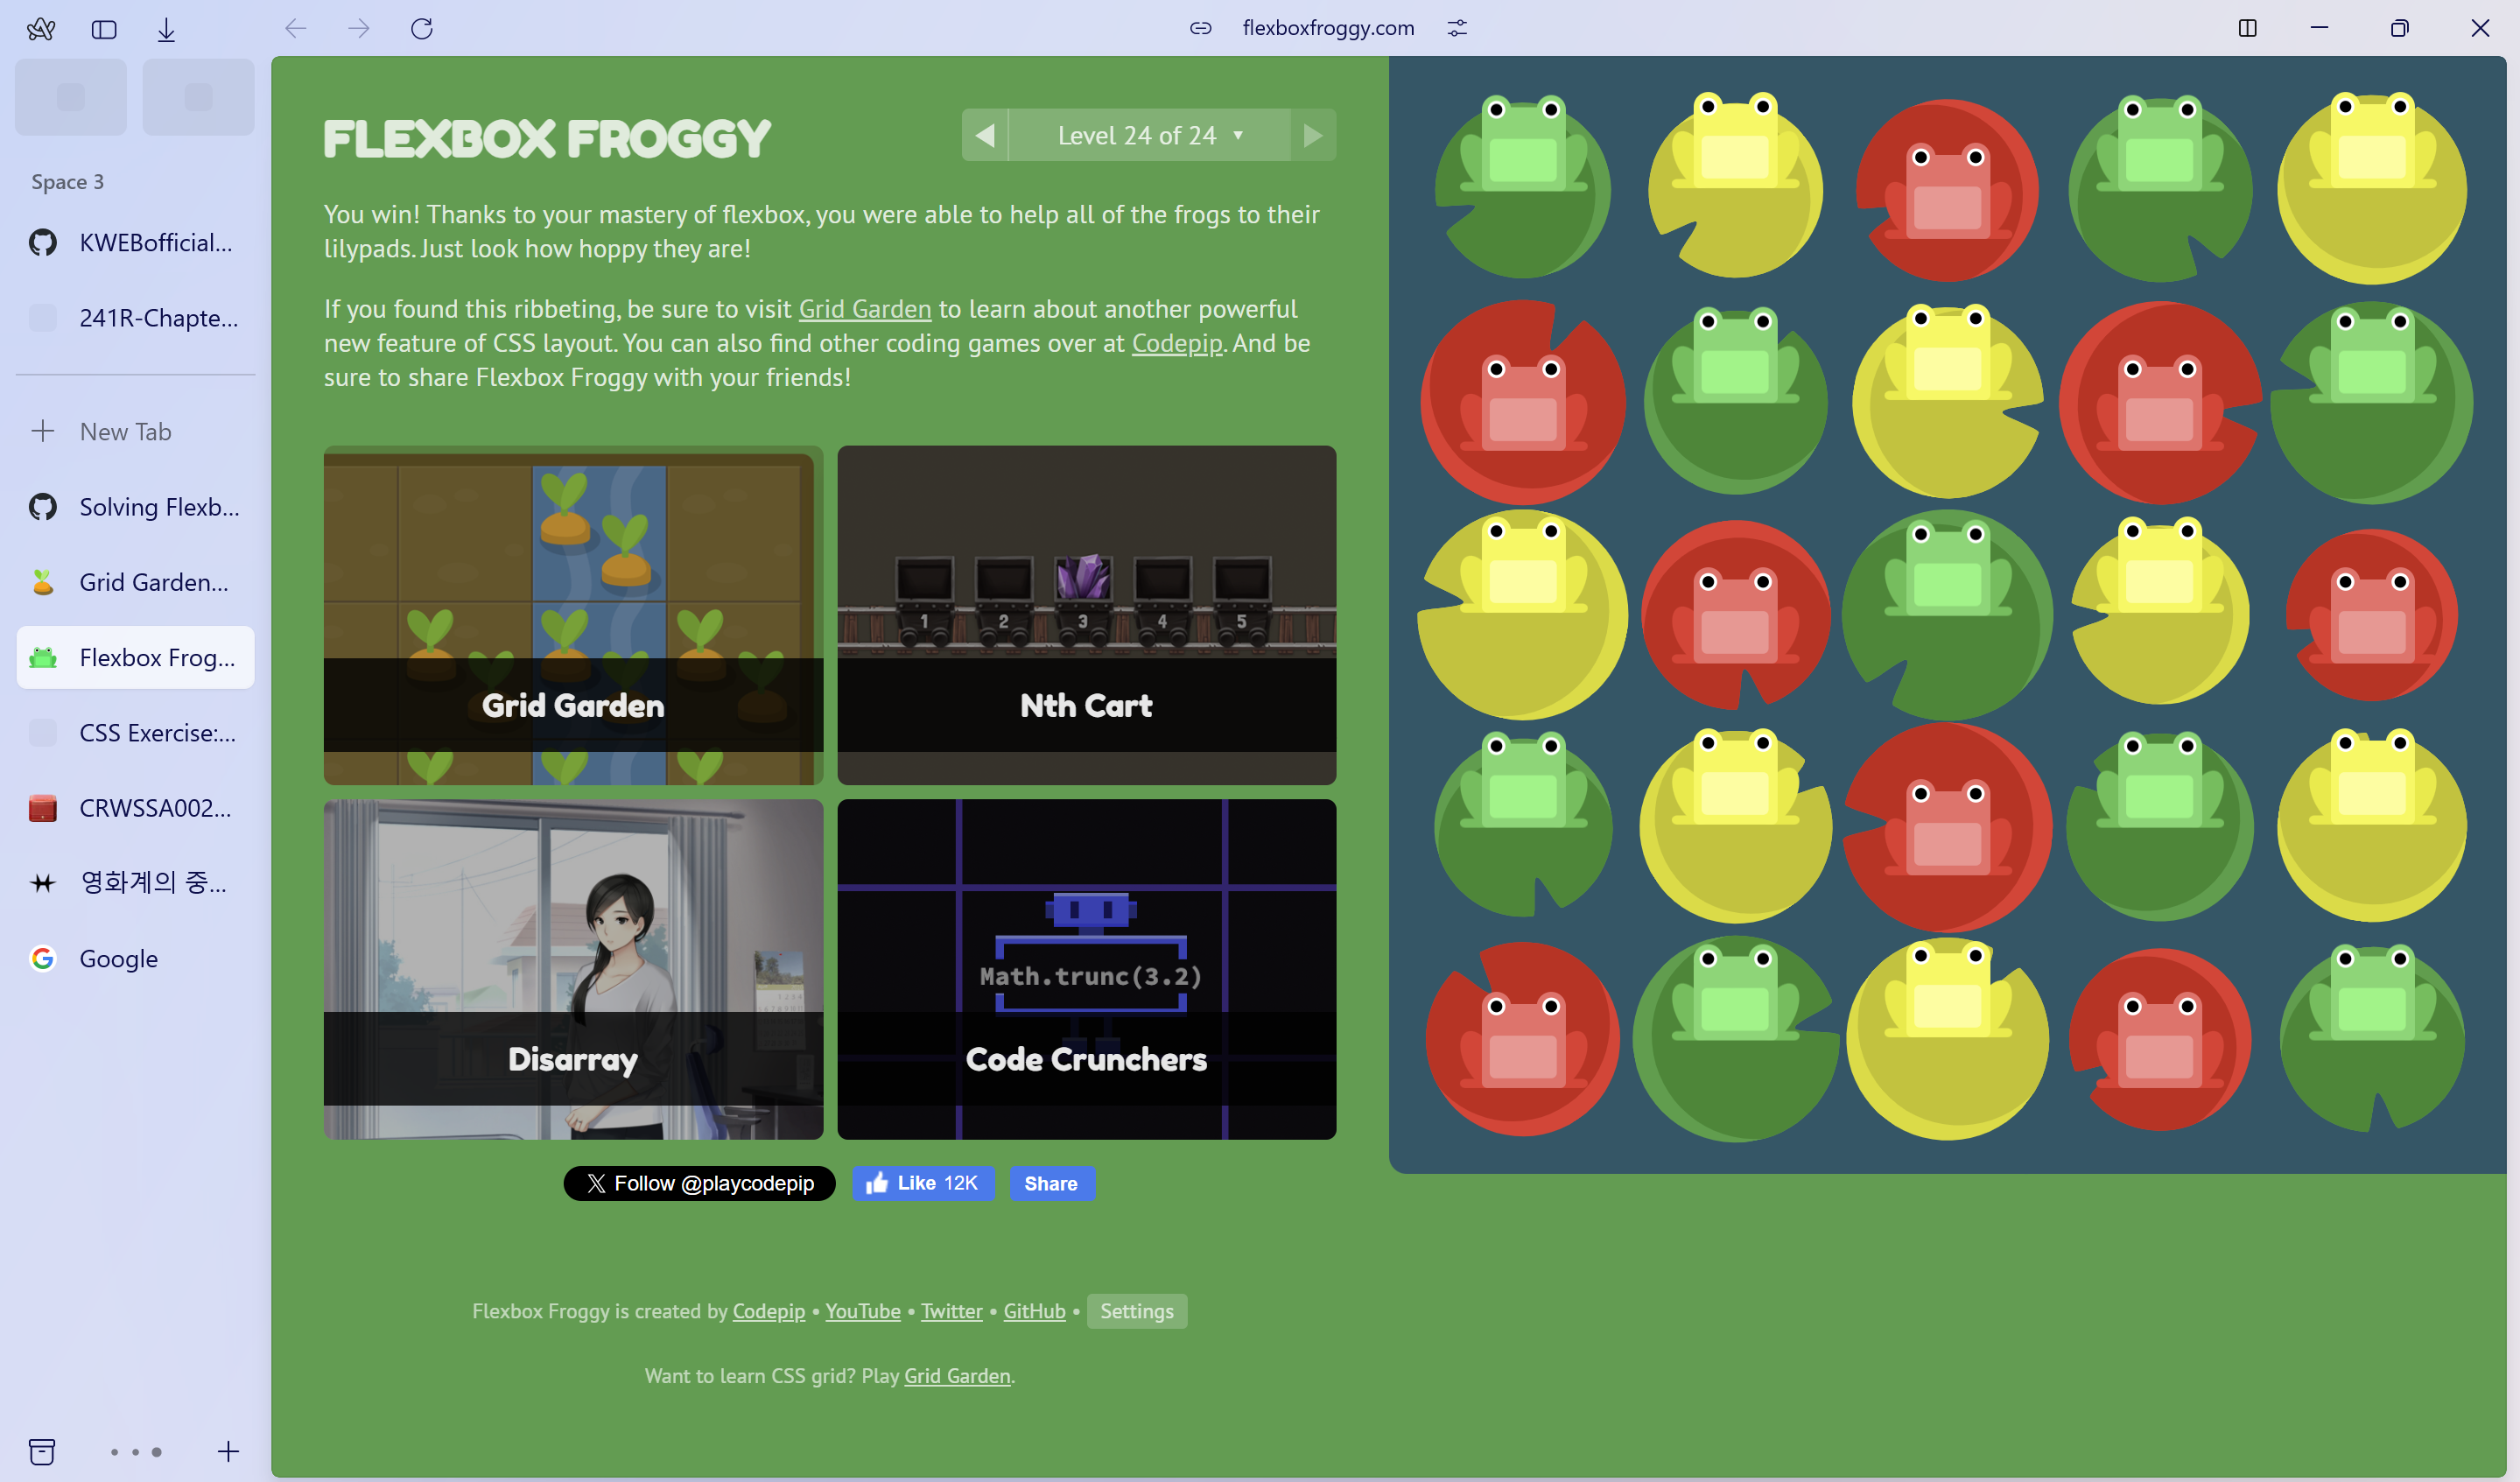 flexboxfroggy.com
Space 3
KWEBofficial...
241R-Chapte...
New Tab
Solving Flexb...
Grid Garden...
Flexbox Frog...
CSS Exercise:...
CRWSSA002...
영화계의 중...
Google
FLEXBOX FROGGY
Level 24 of 24
You win! Thanks to your mastery of flexbox, you were able to help all of the frogs to their
lilypads. Just look how hoppy they are!
If you found this ribbeting, be sure to visit Grid Garden to learn about another powerful
new feature of CSS layout. You can also find other coding games over at Codepip. And be
sure to share Flexbox Froggy with your friends!
Grid Garden
1 2 3 4 5
Nth Cart
Disarray
Math.trunc(3.2)
Code Crunchers
Follow @playcodepip
Like 12K
Share
Flexbox Froggy is created by Codepip • YouTube • Twitter • GitHub • Settings
Want to learn CSS grid? Play Grid Garden.